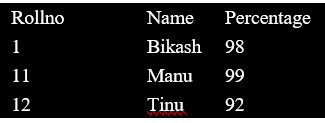 Rollno Name Percentage
1 Bikash 98
11 Manu 99
12 Tinu 92